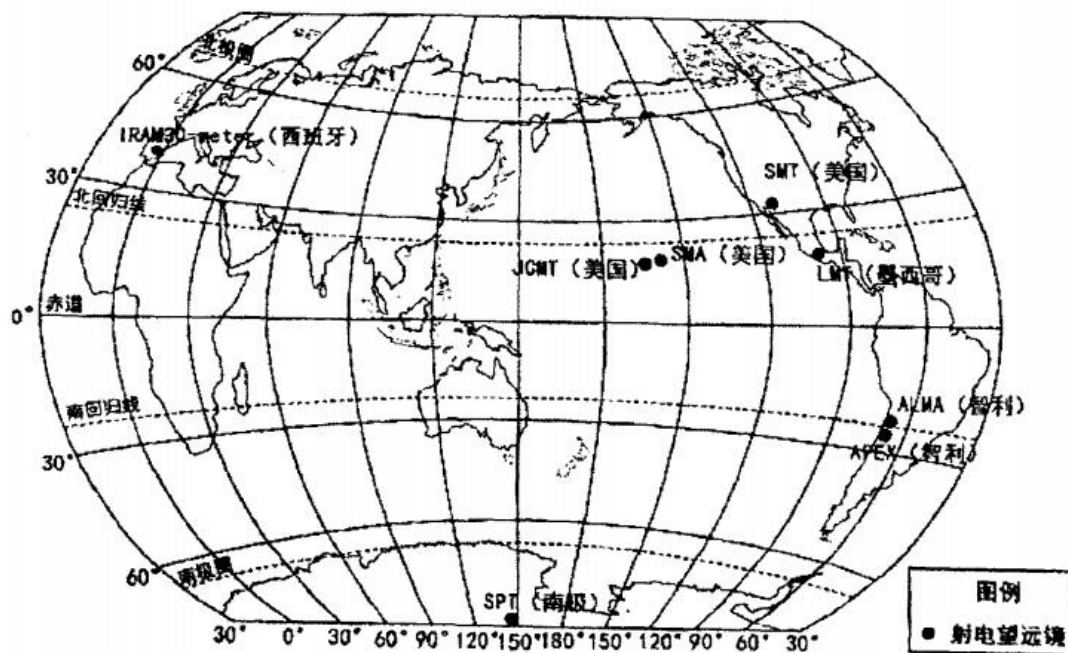 北极圈
60°
IRAM30-meter（西班牙）
30°
北回归线
SMT（美国）
JCMT（美国）
SMA（美国）
LMT（墨西哥）
0°
赤道
南回归线
ALMA（智利）
30°
APEX（智利）
60°
南极圈
SPT（南极）
图例
● 射电望远镜
30° 0° 30° 60° 90° 120° 150° 180° 150° 120° 90° 60° 30°